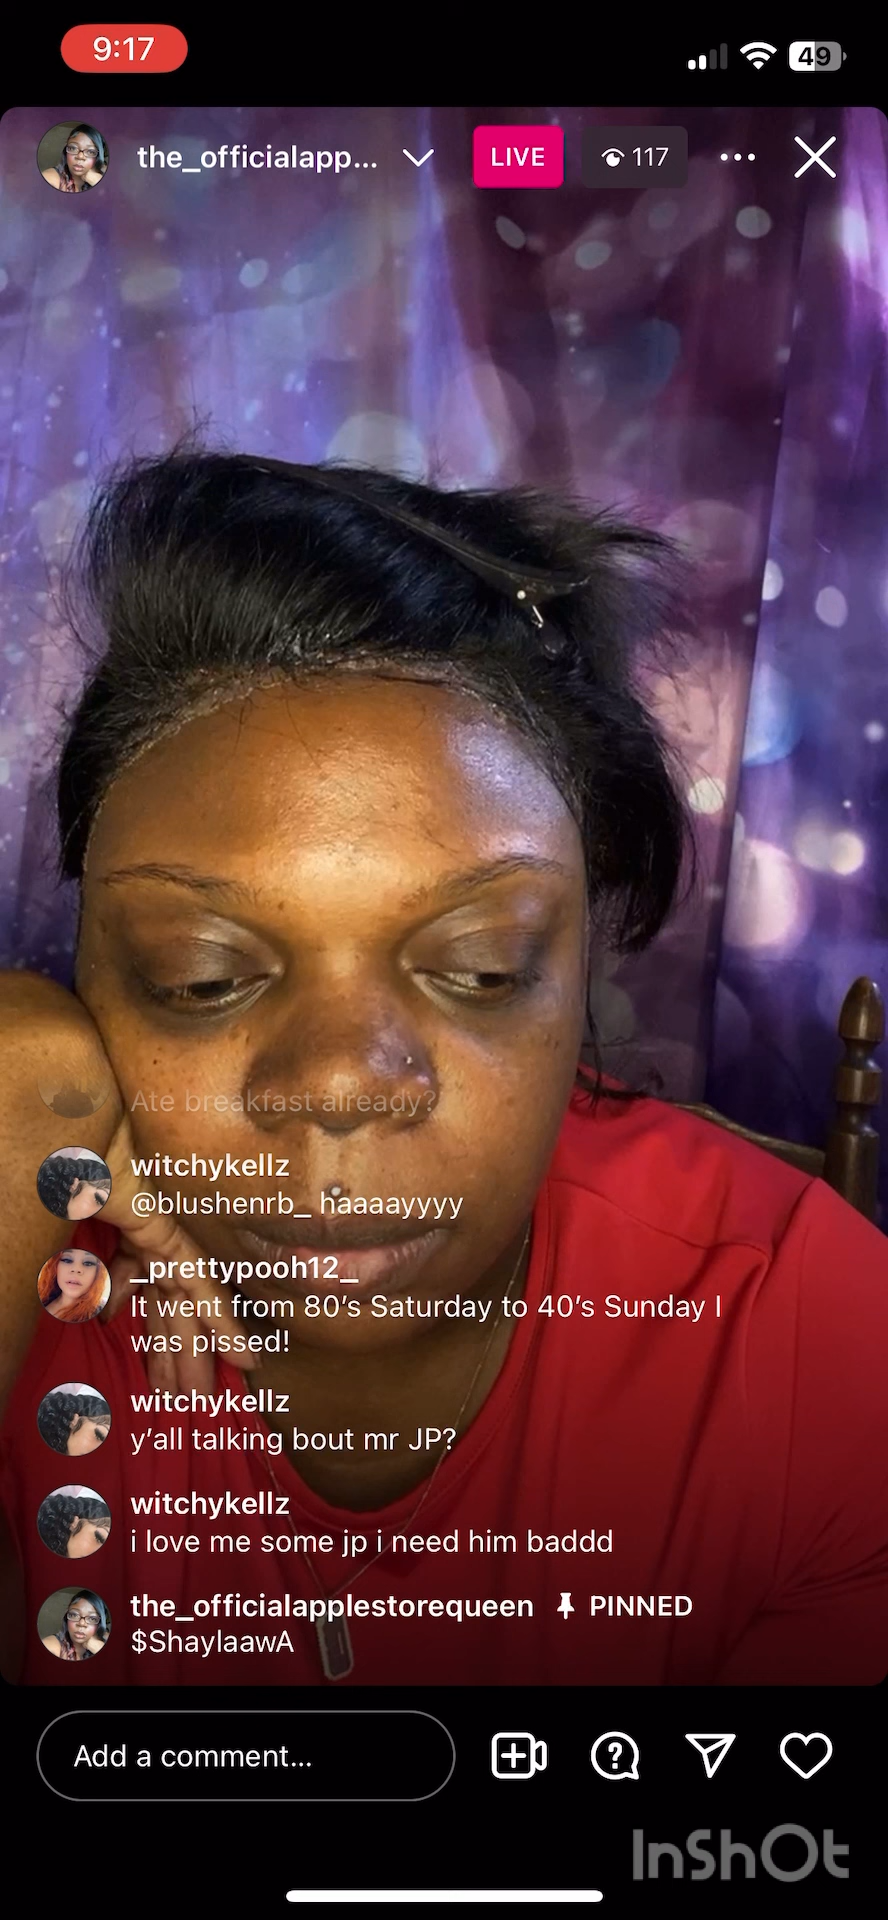 9:17
49
the_officialapp...
LIVE
117
Ate breakfast already?
witchykellz
@blushenrb_ haaaayyyy
_prettypooh12_
It went from 80’s Saturday to 40’s Sunday I
was pissed!
witchykellz
y’all talking bout mr JP?
witchykellz
i love me some jp i need him baddd
the_officialapplestorequeen PINNED
$ShaylaawA
Add a comment...
InShOt